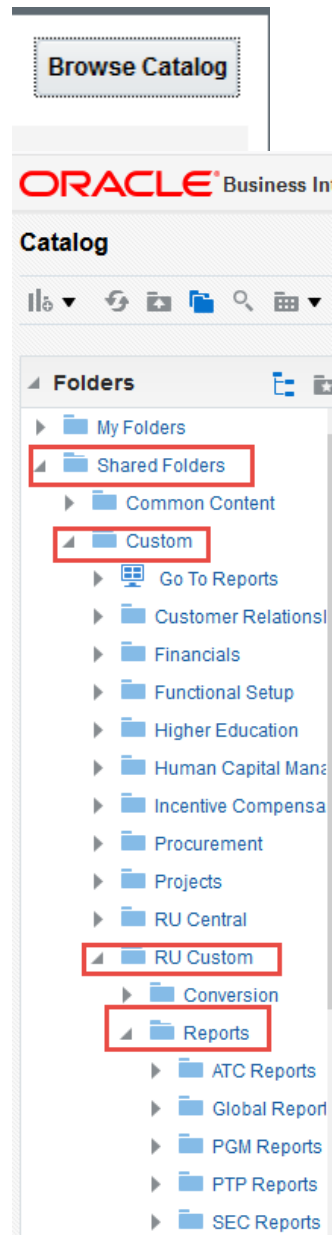 Browse Catalog
ORACLE Business In
Catalog
Folders
My Folders
Shared Folders
Common Content
Custom
Go To Reports
Customer Relationsl
Financials
Functional Setup
Higher Education
Human Capital Mana
Incentive Compensa
Procurement
Projects
RU Central
RU Custom
Conversion
Reports
ATC Reports
Global Report
PGM Reports
PTP Reports
SEC Reports